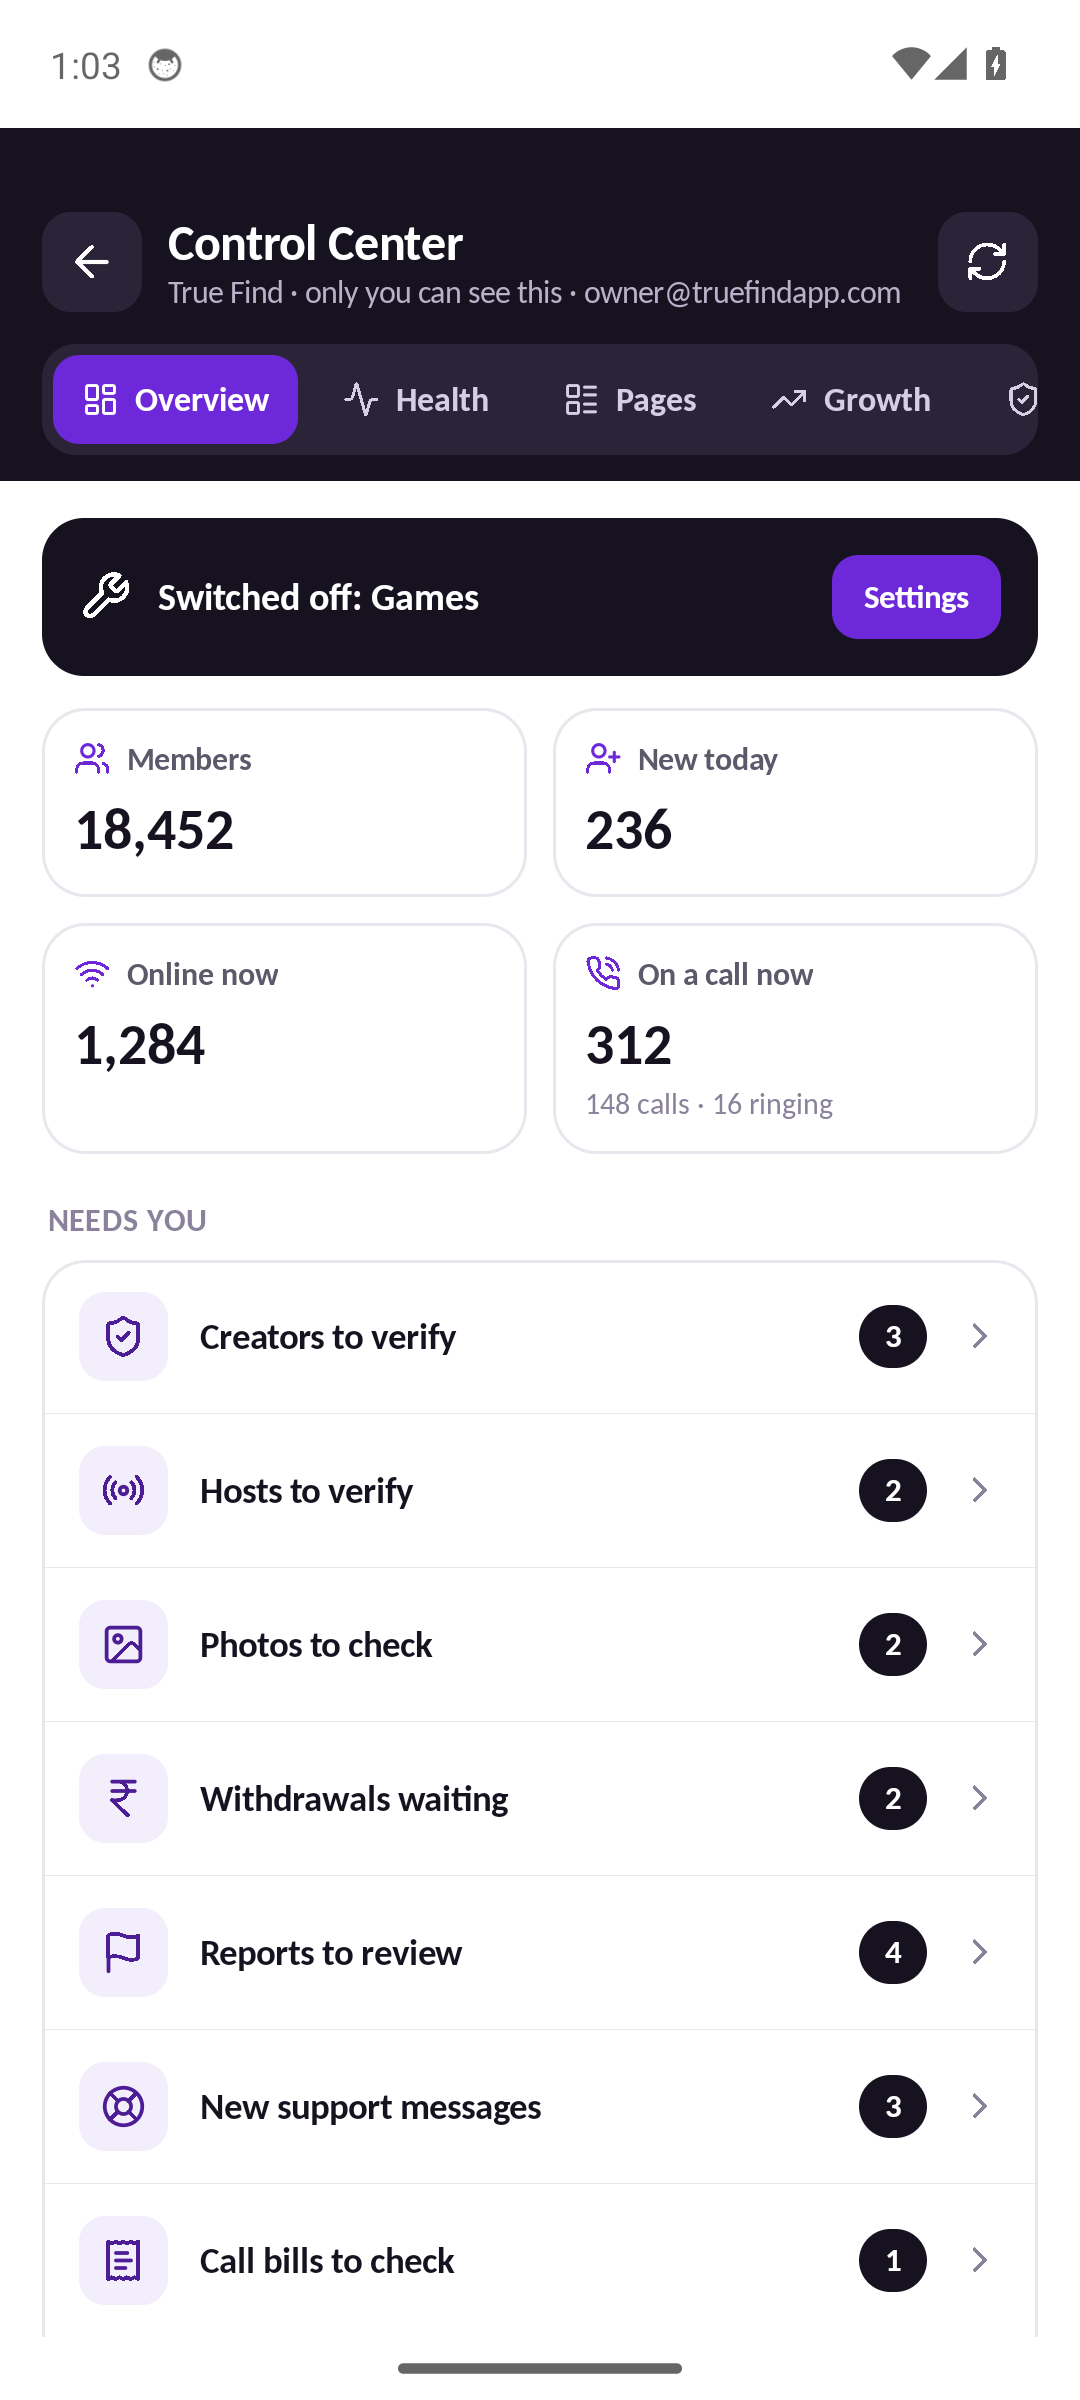 1:03
Control Center
True Find · only you can see this · owner@truefindapp.com
Overview
Health
Pages
Growth
Switched off: Games
Settings
Members
18,452
New today
236
Online now
1,284
On a call now
312
148 calls · 16 ringing
NEEDS YOU
Creators to verify
3
Hosts to verify
2
Photos to check
2
Withdrawals waiting
2
Reports to review
4
New support messages
3
Call bills to check
1